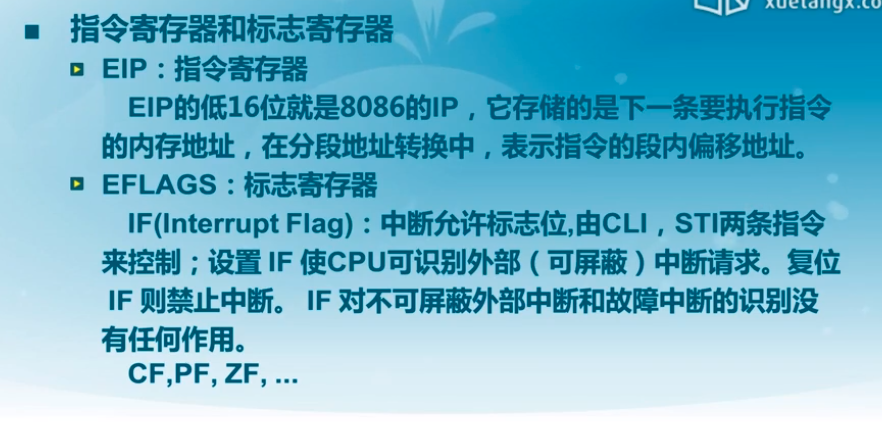 xuetangx.co
指令寄存器和标志寄存器
EIP：指令寄存器
EIP的低16位就是8086的IP，它存储的是下一条要执行指令
的内存地址，在分段地址转换中，表示指令的段内偏移地址。
EFLAGS：标志寄存器
IF(Interrupt Flag)：中断允许标志位,由CLI，STI两条指令
来控制；设置 IF 使CPU可识别外部（可屏蔽）中断请求。复位
IF 则禁止中断。 IF 对不可屏蔽外部中断和故障中断的识别没
有任何作用。
CF,PF, ZF, ...